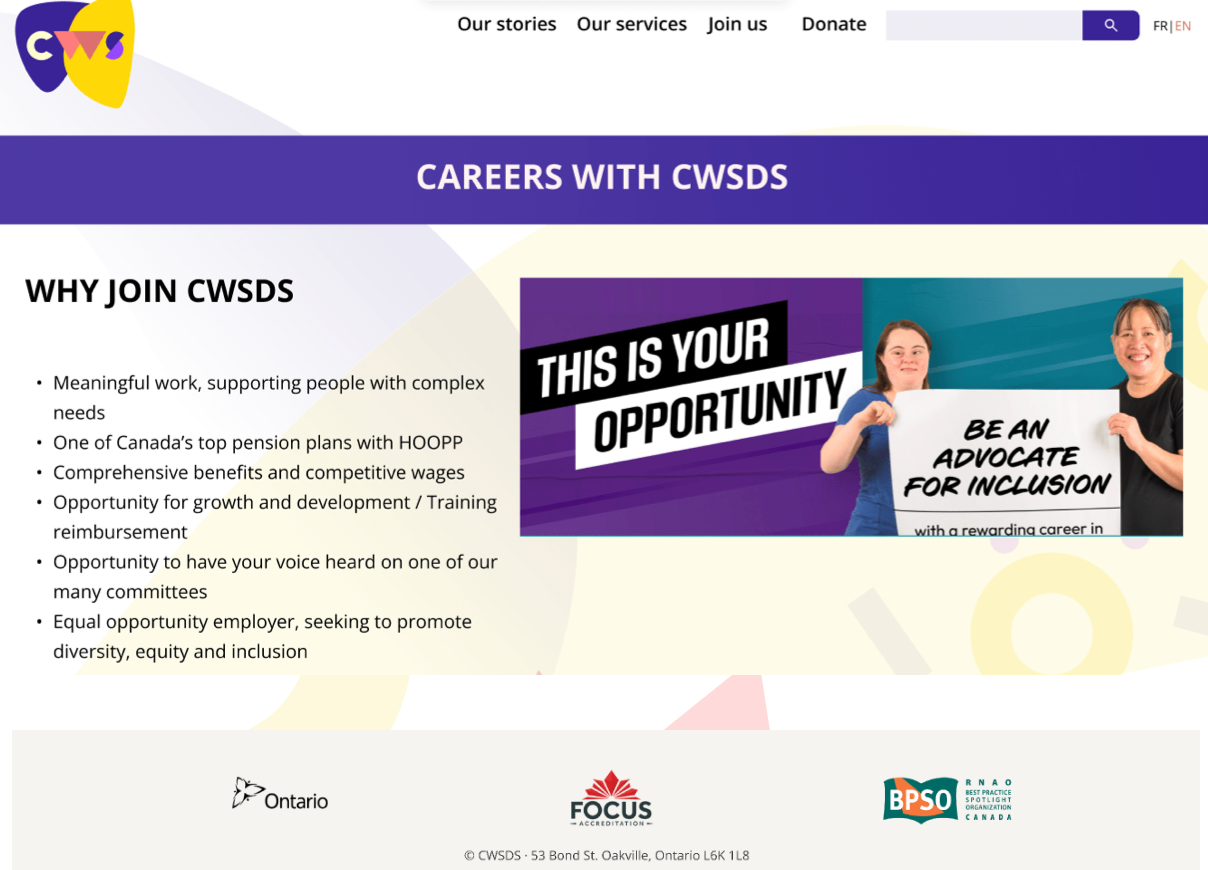 CWS
Our stories
Our services
Join us
Donate
FR|EN
CAREERS WITH CWSDS
WHY JOIN CWSDS
• Meaningful work, supporting people with complex
needs
• One of Canada’s top pension plans with HOOPP
• Comprehensive benefits and competitive wages
• Opportunity for growth and development / Training
reimbursement
• Opportunity to have your voice heard on one of our
many committees
• Equal opportunity employer, seeking to promote
diversity, equity and inclusion
THIS IS YOUR
OPPORTUNITY
BE AN
ADVOCATE
FOR INCLUSION
with a rewarding career in
Ontario
FOCUS
ACCREDITATION
BPSO
RNAO
BEST PRACTICE
SPOTLIGHT
ORGANIZATION
CANADA
© CWSDS · 53 Bond St. Oakville, Ontario L6K 1L8